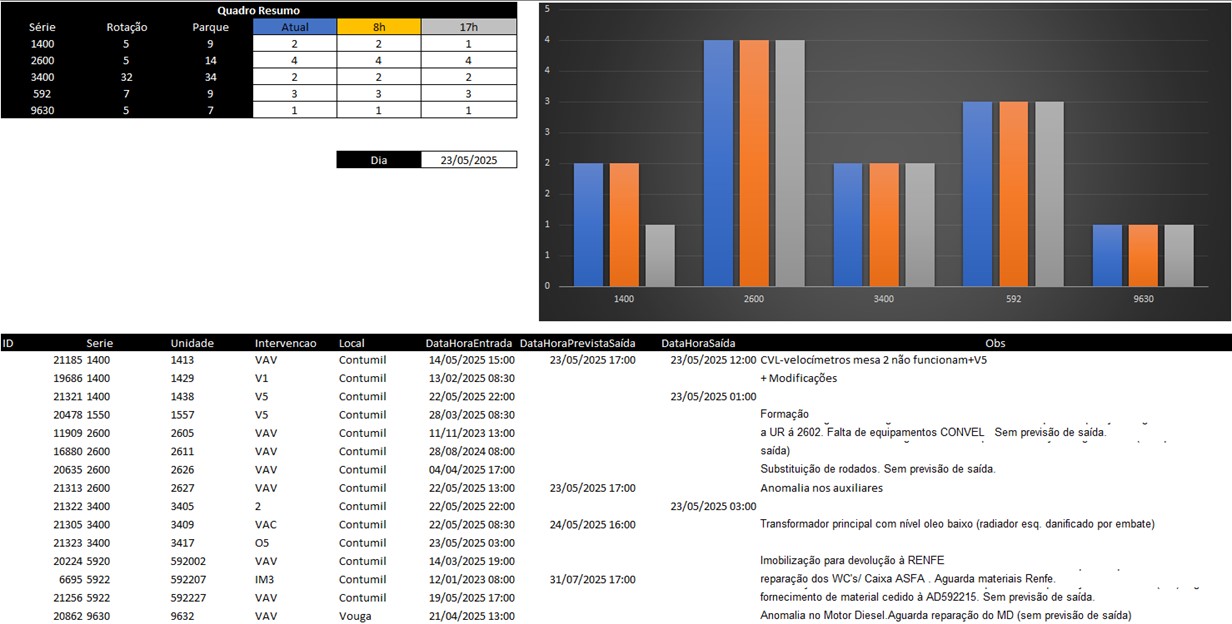 Quadro Resumo
Série Rotação Parque Atual 8h 17h
1400 5 9 2 2 1
2600 5 14 4 4 4
3400 32 34 2 2 2
592 7 9 3 3 3
9630 5 7 1 1 1
Dia 23/05/2025
5
4
4
3
3
2
2
1
1
0
1400 2600 3400 592 9630
ID Serie Unidade Intervencao Local DataHoraEntrada DataHoraPrevistaSaída DataHoraSaída Obs
21185 1400 1413 VAV Contumil 14/05/2025 15:00 23/05/2025 17:00 23/05/2025 12:00 CVL-velocímetros mesa 2 não funcionam+V5
19686 1400 1429 V1 Contumil 13/02/2025 08:30 + Modificações
21321 1400 1438 V5 Contumil 22/05/2025 22:00 23/05/2025 01:00
20478 1550 1557 V5 Contumil 28/03/2025 08:30 Formação
11909 2600 2605 VAV Contumil 11/11/2023 13:00 a UR á 2602. Falta de equipamentos CONVEL Sem previsão de saída.
16880 2600 2611 VAV Contumil 28/08/2024 08:00 saída)
20635 2600 2626 VAV Contumil 04/04/2025 17:00 Substituição de rodados. Sem previsão de saída.
21313 2600 2627 VAV Contumil 22/05/2025 13:00 23/05/2025 17:00 Anomalia nos auxiliares
21322 3400 3405 2 Contumil 22/05/2025 22:00 23/05/2025 03:00
21305 3400 3409 VAC Contumil 22/05/2025 08:30 24/05/2025 16:00 Transformador principal com nível oleo baixo (radiador esq. danificado por embate)
21323 3400 3417 O5 Contumil 23/05/2025 03:00
20224 5920 592002 VAV Contumil 14/03/2025 19:00 Imobilização para devolução à RENFE
6695 5922 592207 IM3 Contumil 12/01/2023 08:00 31/07/2025 17:00 reparação dos WC's/ Caixa ASFA . Aguarda materiais Renfe.
21256 5922 592227 VAV Contumil 19/05/2025 17:00 fornecimento de material cedido à AD592215. Sem previsão de saída.
20862 9630 9632 VAV Vouga 21/04/2025 13:00 Anomalia no Motor Diesel.Aguarda reparação do MD (sem previsão de saída)